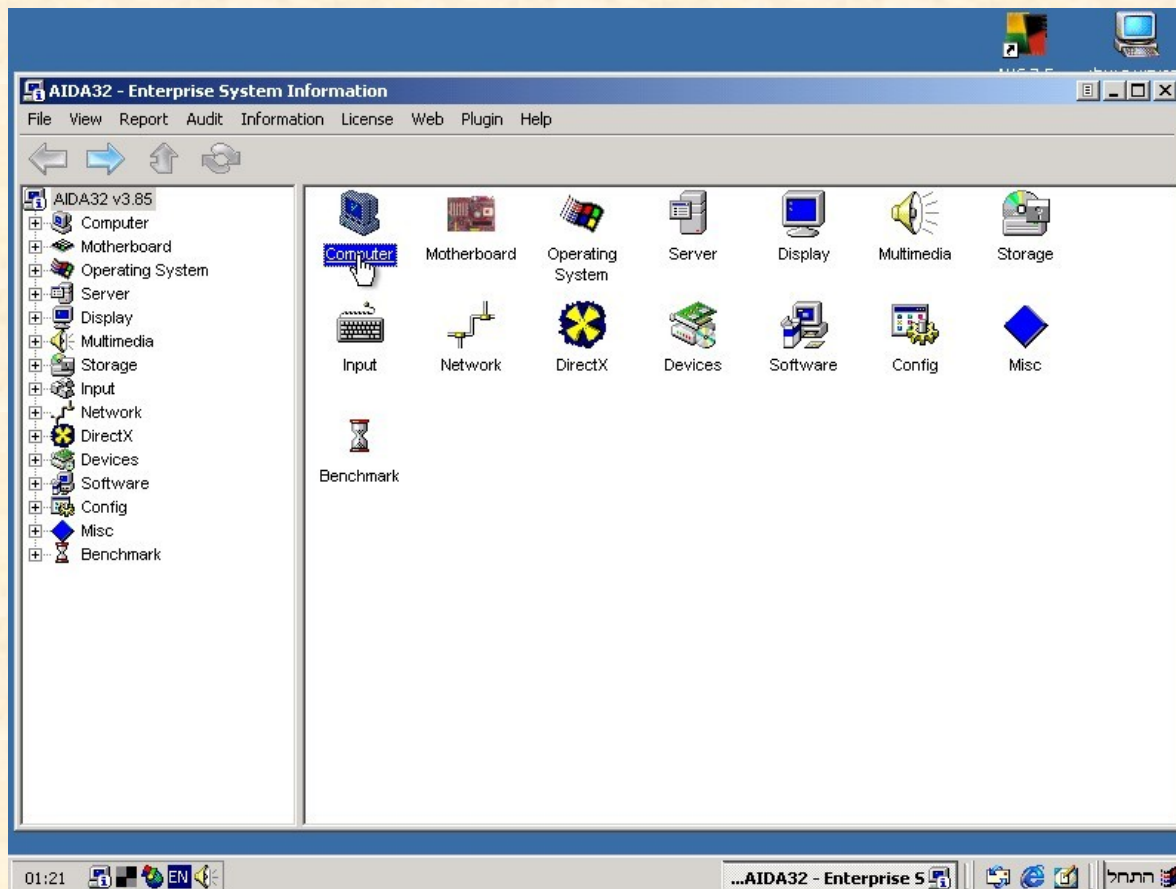 AIDA32 - Enterprise System Information
File View Report Audit Information License Web Plugin Help
AIDA32 v3.85
Computer
Motherboard
Operating System
Server
Display
Multimedia
Storage
Input
Network
DirectX
Devices
Software
Config
Misc
Benchmark
Computer
Motherboard
Operating System
Server
Display
Multimedia
Storage
Input
Network
DirectX
Devices
Software
Config
Misc
Benchmark
01:21
EN
...AIDA32 - Enterprise S
התחל